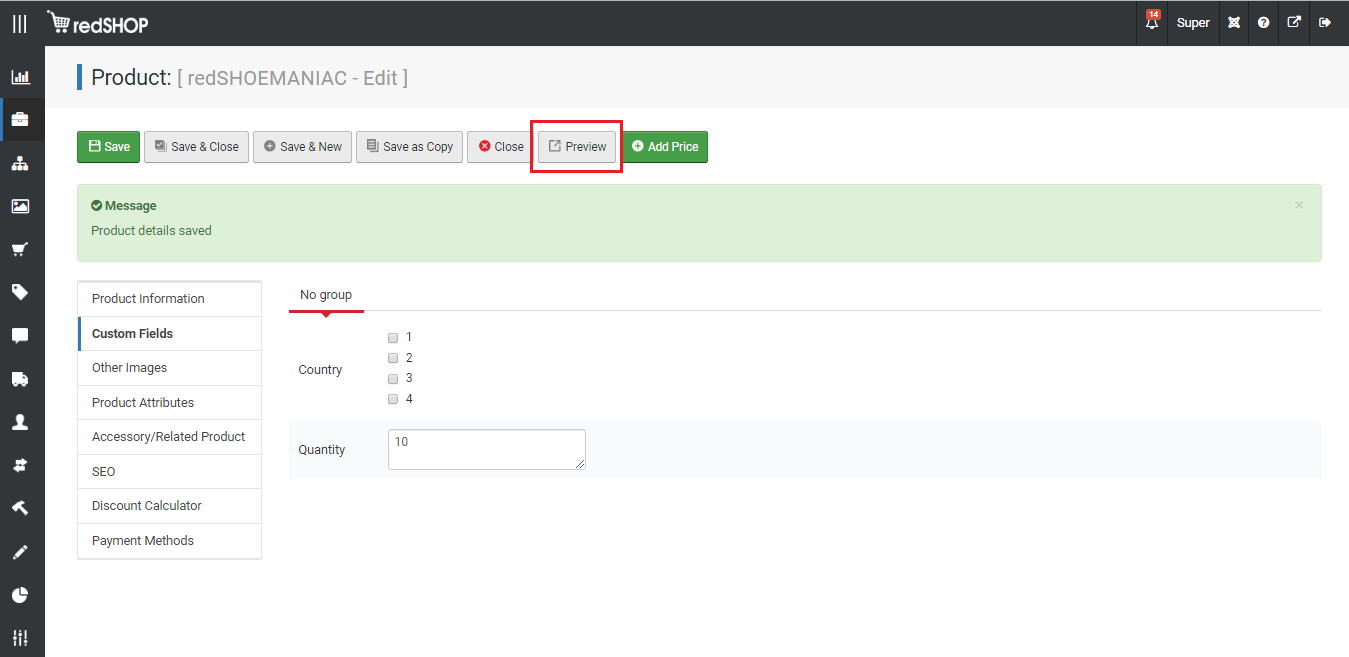 redSHOP
14
Super
Product: [ redSHOEMANIAC - Edit ]
Save
Save & Close
Save & New
Save as Copy
Close
Preview
Add Price
Message
×
Product details saved
Product Information
Custom Fields
Other Images
Product Attributes
Accessory/Related Product
SEO
Discount Calculator
Payment Methods
No group
Country
1
2
3
4
Quantity
10